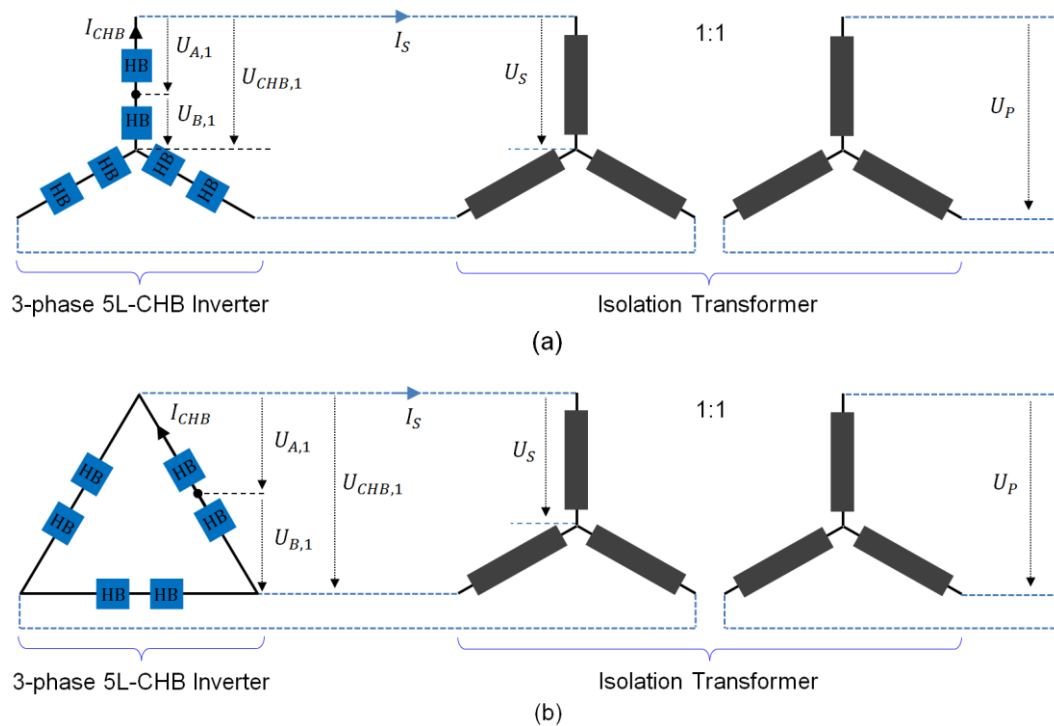 I_CHB
U_A,1
I_S
1:1
HB
U_CHB,1
U_S
U_P
HB
U_B,1
HB
HB
HB
HB
3-phase 5L-CHB Inverter
Isolation Transformer
(a)
I_CHB
I_S
1:1
U_A,1
U_S
HB
HB
U_CHB,1
U_P
HB
HB
U_B,1
HB
HB
3-phase 5L-CHB Inverter
Isolation Transformer
(b)